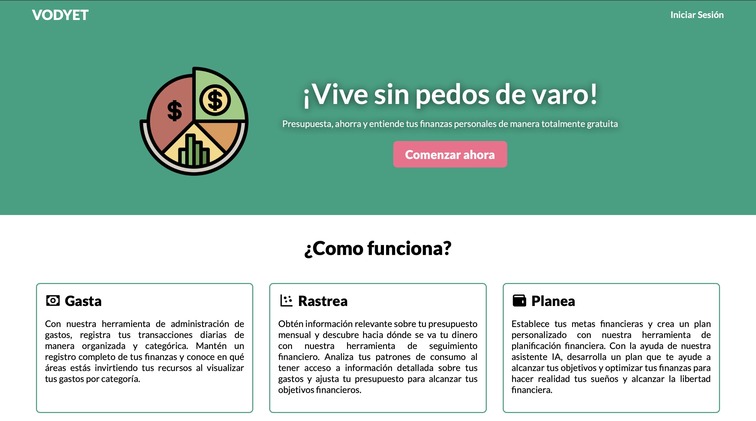 VODYET
Iniciar Sesión
¡Vive sin pedos de varo!
Presupuesta, ahorra y entiende tus finanzas personales de manera totalmente gratuita
Comenzar ahora
¿Como funciona?
Gasta
Con nuestra herramienta de administración de
gastos, registra tus transacciones diarias de
manera organizada y categórica. Mantén un
registro completo de tus finanzas y conoce en qué
áreas estás invirtiendo tus recursos al visualizar
tus gastos por categoría.
Rastrea
Obtén información relevante sobre tu presupuesto
mensual y descubre hacia dónde se va tu dinero
con nuestra herramienta de seguimiento
financiero. Analiza tus patrones de consumo al
tener acceso a información detallada sobre tus
gastos y ajusta tu presupuesto para alcanzar tus
objetivos financieros.
Planea
Establece tus metas financieras y crea un plan
personalizado con nuestra herramienta de
planificación financiera. Con la ayuda de nuestra
asistente IA, desarrolla un plan que te ayude a
alcanzar tus objetivos y optimizar tus finanzas para
hacer realidad tus sueños y alcanzar la libertad
financiera.